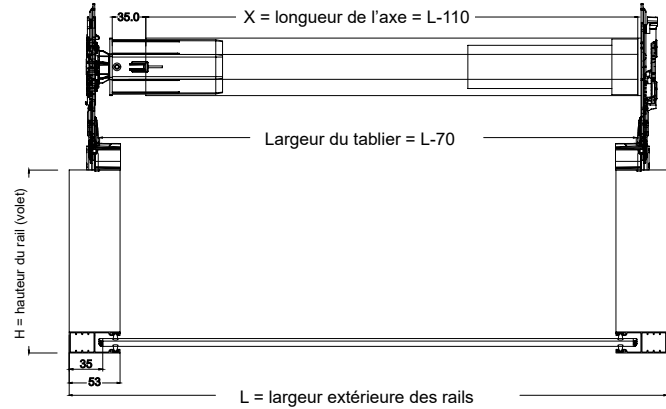 35.0
X = longueur de l'axe = L-110
Largeur du tablier = L-70
H = hauteur du rail (volet)
35
53
L = largeur extérieure des rails